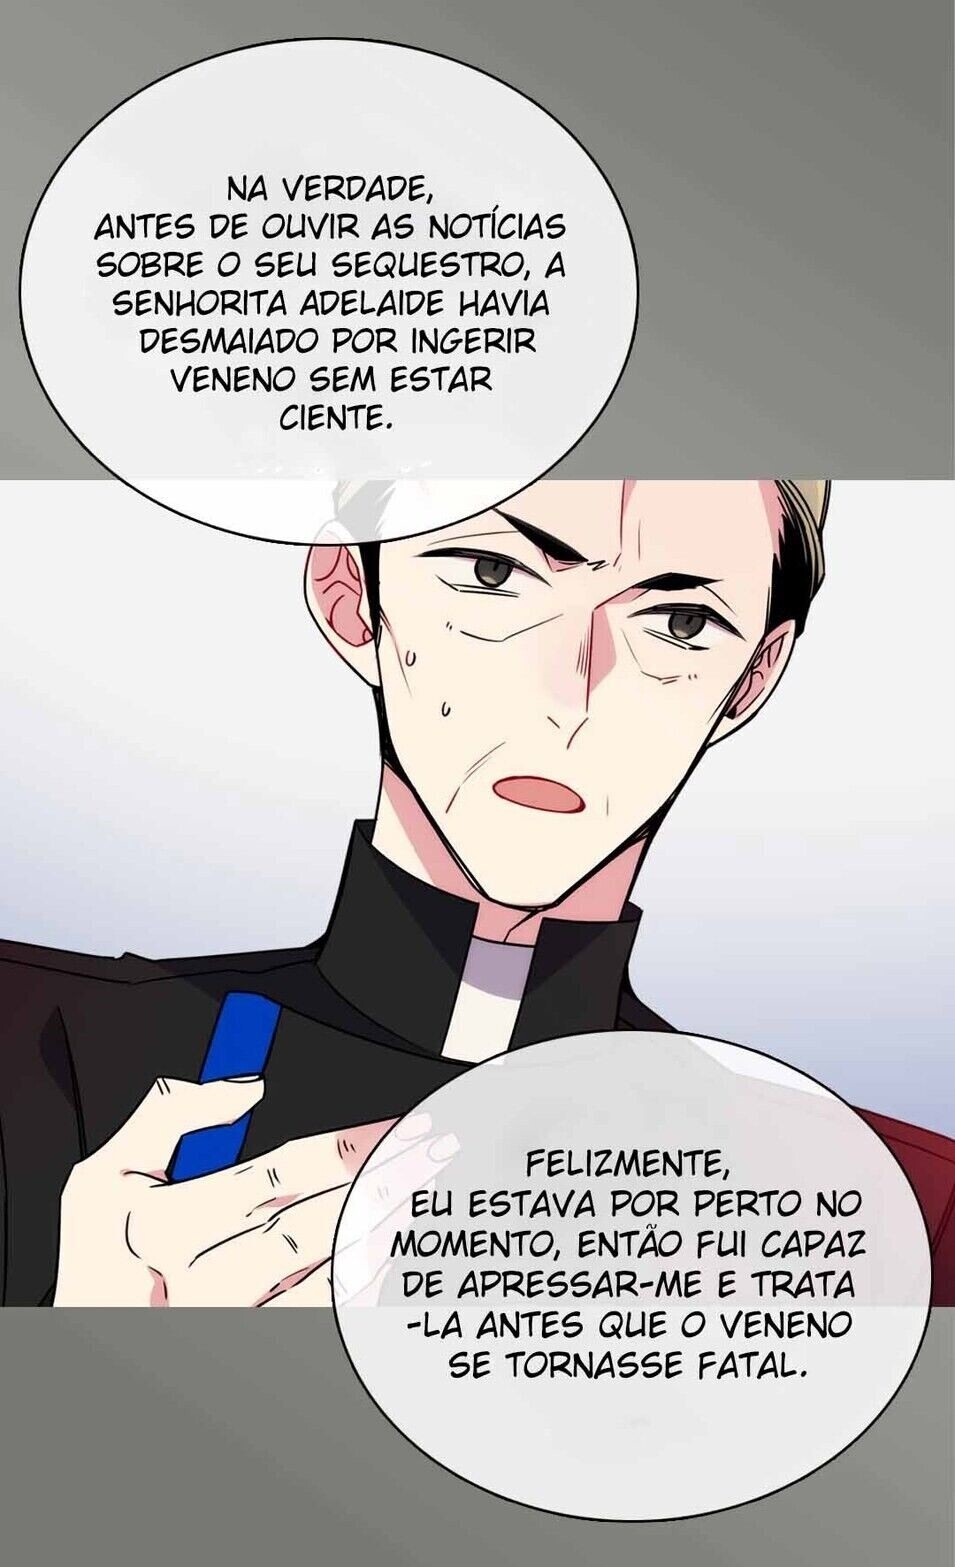 NA VERDADE,
ANTES DE OUVIR AS NOTÍCIAS
SOBRE O SEU SEQUESTRO, A
SENHORITA ADELAIDE HAVIA
DESMAIADO POR INGERIR
VENENO SEM ESTAR
CIENTE.
FELIZMENTE,
EU ESTAVA POR PERTO NO
MOMENTO, ENTÃO FUI CAPAZ
DE APRESSAR-ME E TRATA
-LA ANTES QUE O VENENO
SE TORNASSE FATAL.